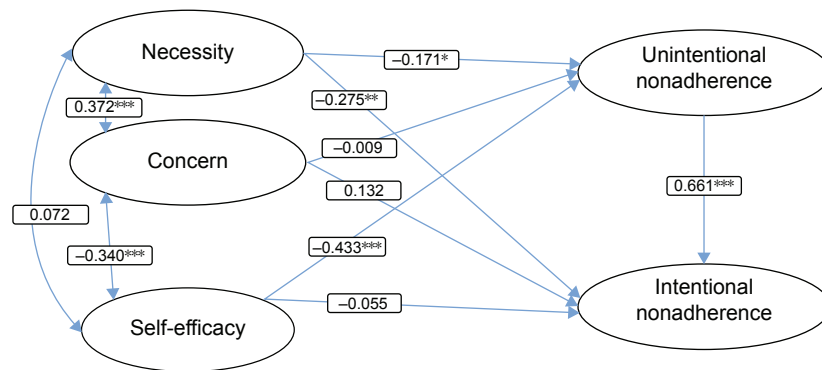 Necessity
Unintentional
nonadherence
–0.171*
0.372***
–0.275**
Concern
–0.009
0.132
0.661***
0.072
–0.340***
–0.433***
Self-efficacy
–0.055
Intentional
nonadherence